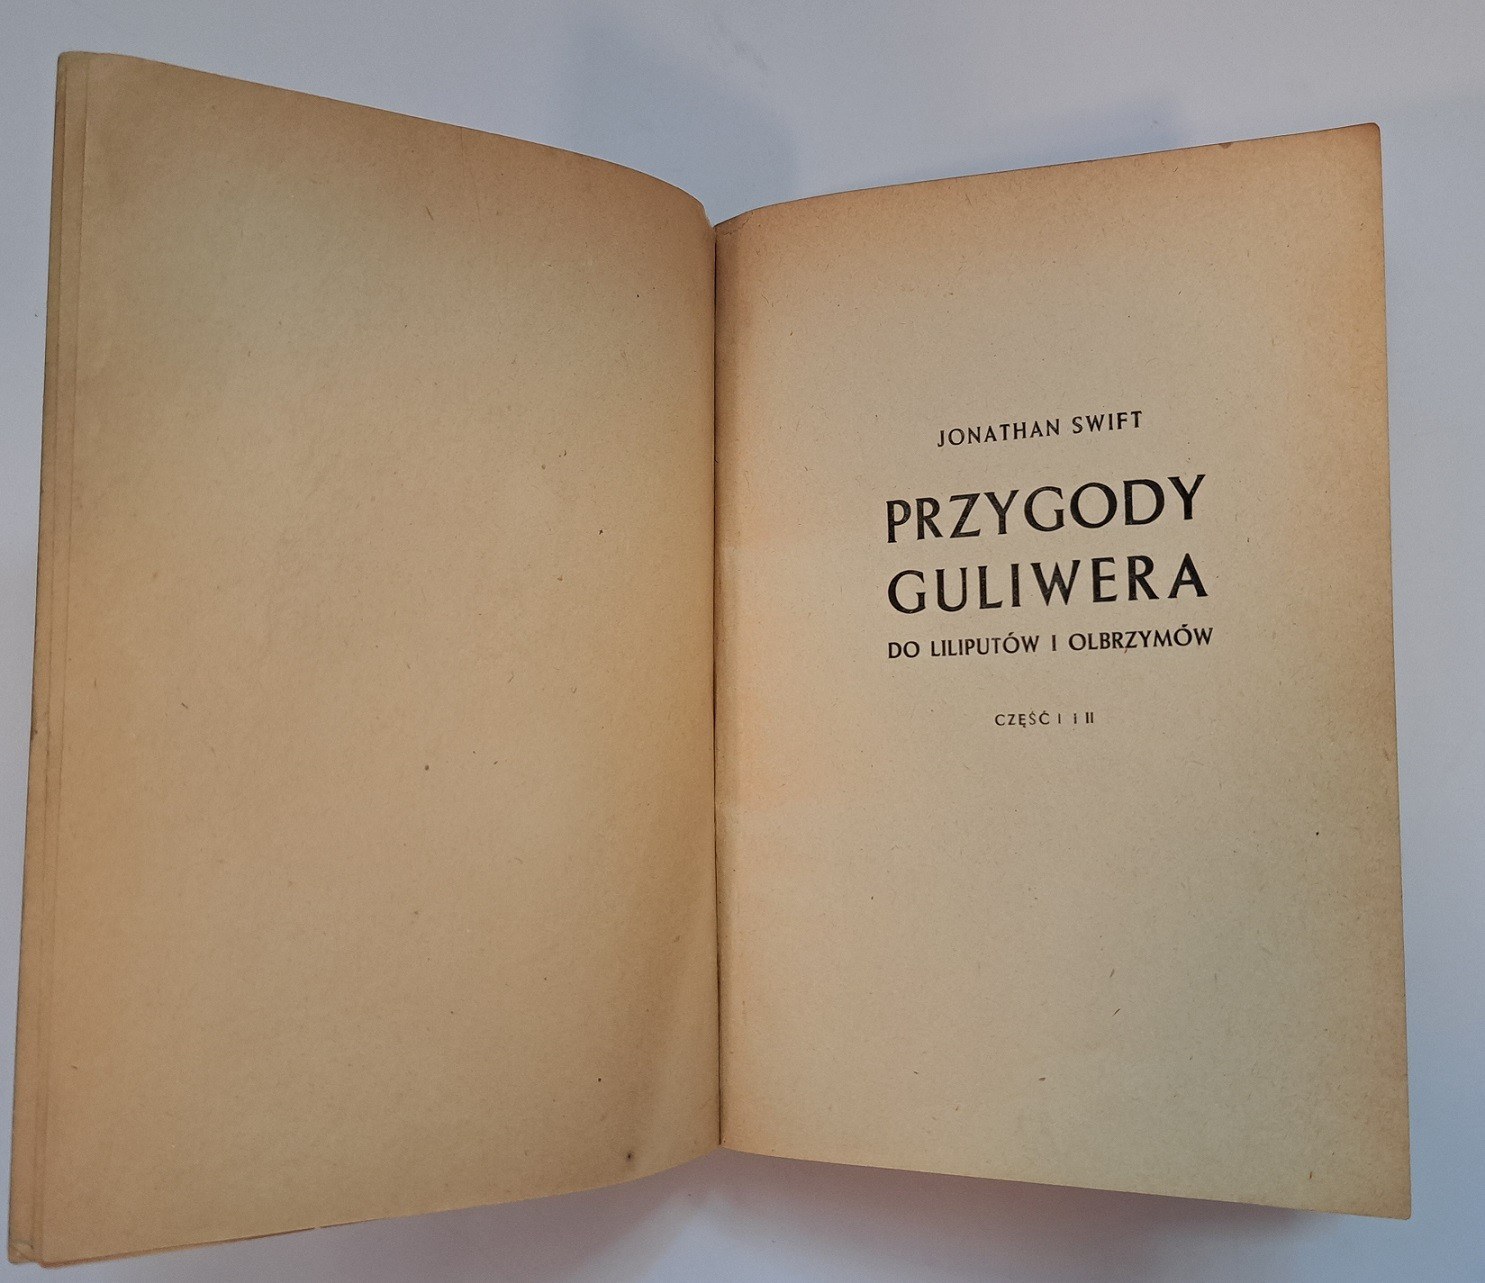 JONATHAN SWIFT
PRZYGODY
GULIWERA
DO LILIPUTÓW I OLBRZYMÓW
CZĘŚĆ I i II